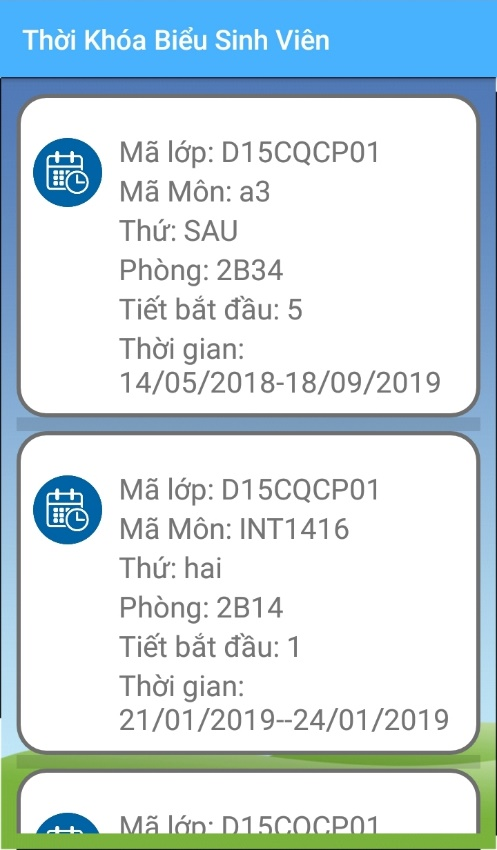 Thời Khóa Biểu Sinh Viên
Mã lớp: D15CQCP01
Mã Môn: a3
Thứ: SAU
Phòng: 2B34
Tiết bắt đầu: 5
Thời gian:
14/05/2018-18/09/2019
Mã lớp: D15CQCP01
Mã Môn: INT1416
Thứ: hai
Phòng: 2B14
Tiết bắt đầu: 1
Thời gian:
21/01/2019--24/01/2019
Mã lớp: D15CQCP01